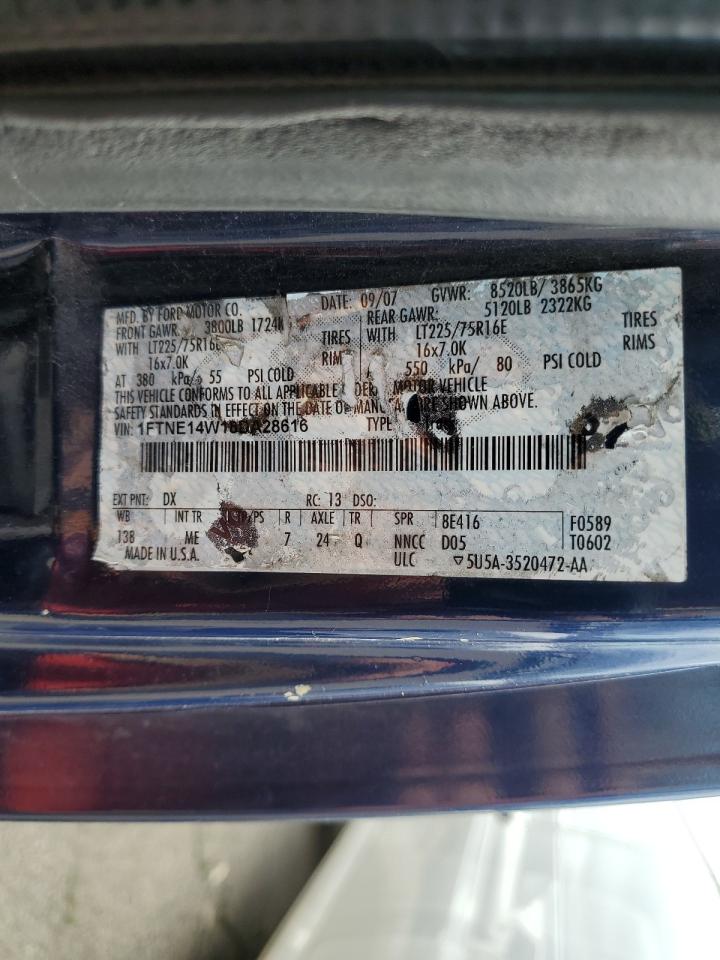 MFD. BY FORD MOTOR CO.
DATE: 09/07 GVWR: 8520LB/ 3865KG
FRONT GAWR: 3800LB 1724K
REAR GAWR: 5120LB 2322KG
WITH LT225/75R16E TIRES
WITH LT225/75R16E TIRES
16x7.0K RIM
16x7.0K RIMS
AT 380 kPa/ 55 PSI COLD
550 kPa/ 80 PSI COLD
THIS VEHICLE CONFORMS TO ALL APPLICABLE MOTOR VEHICLE
SAFETY STANDARDS IN EFFECT ON THE DATE OF SHOWN ABOVE.
VIN: TYPE
EXT PNT: DX RC: 13 DSO:
WB INT TR R AXLE TR SPR 8E416 F0589
138 ME 7 24 Q NNCC D05 T0602
MADE IN U.S.A. ULC ▽5U5A-3520472-AA